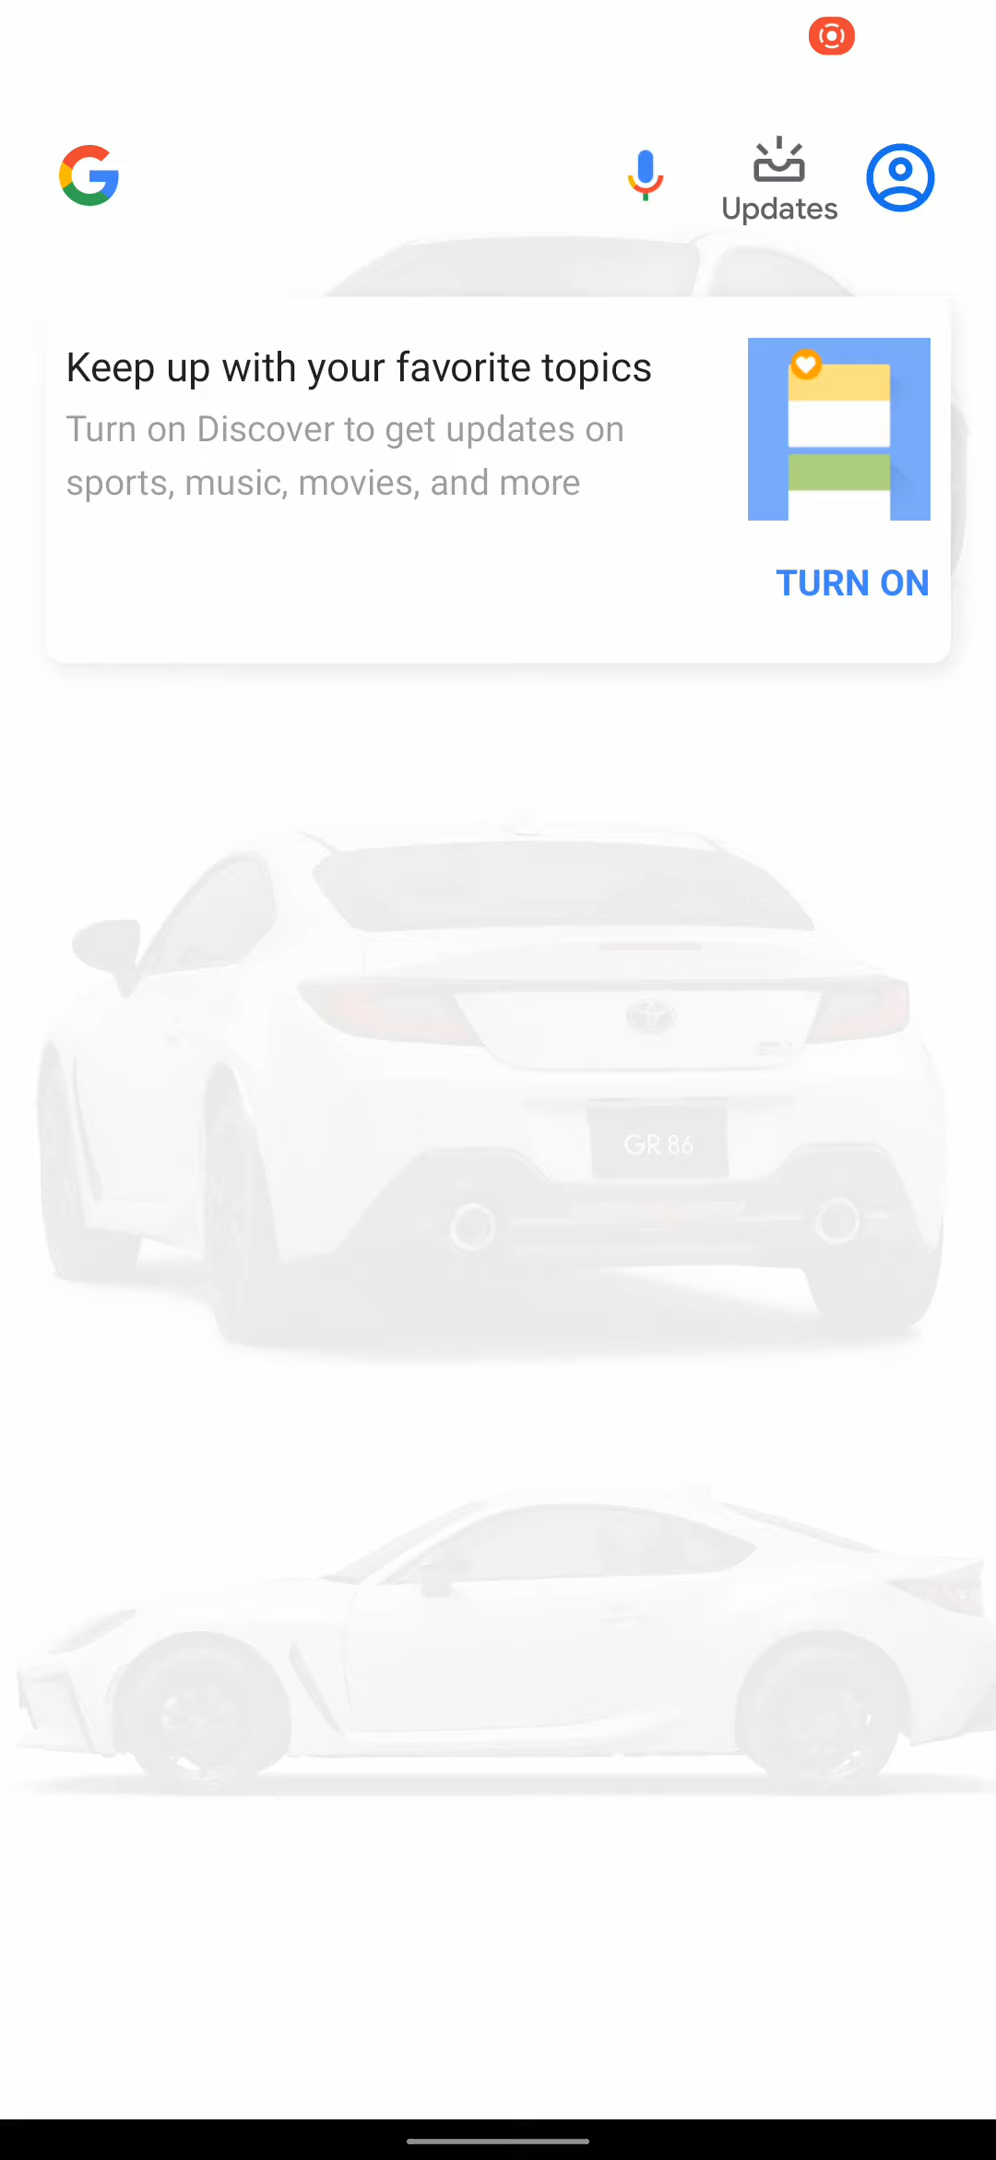 Updates
Keep up with your favorite topics
Turn on Discover to get updates on
sports, music, movies, and more
TURN ON
GR 86